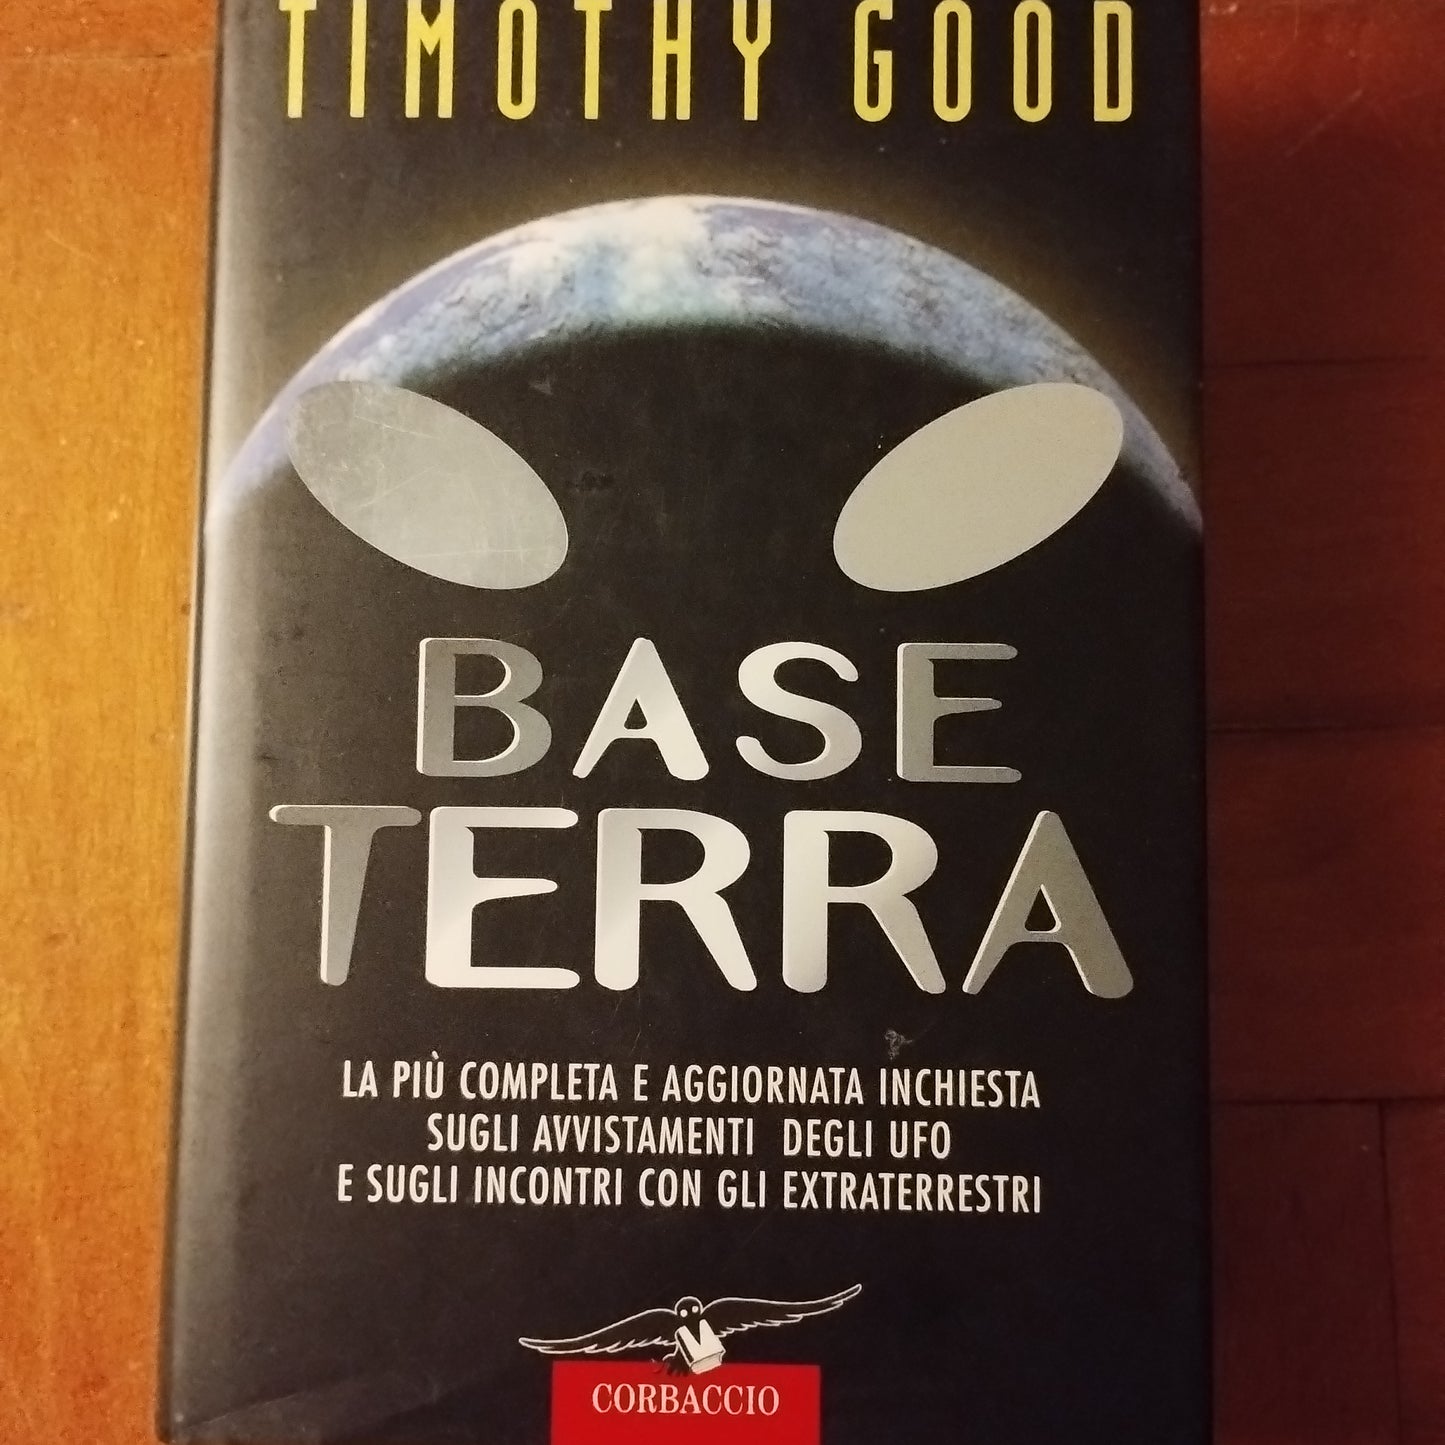 TIMOTHY GOOD
BASE
TERRA
LA PIÙ COMPLETA E AGGIORNATA INCHIESTA
SUGLI AVVISTAMENTI DEGLI UFO
E SUGLI INCONTRI CON GLI EXTRATERRESTRI
CORBACCIO